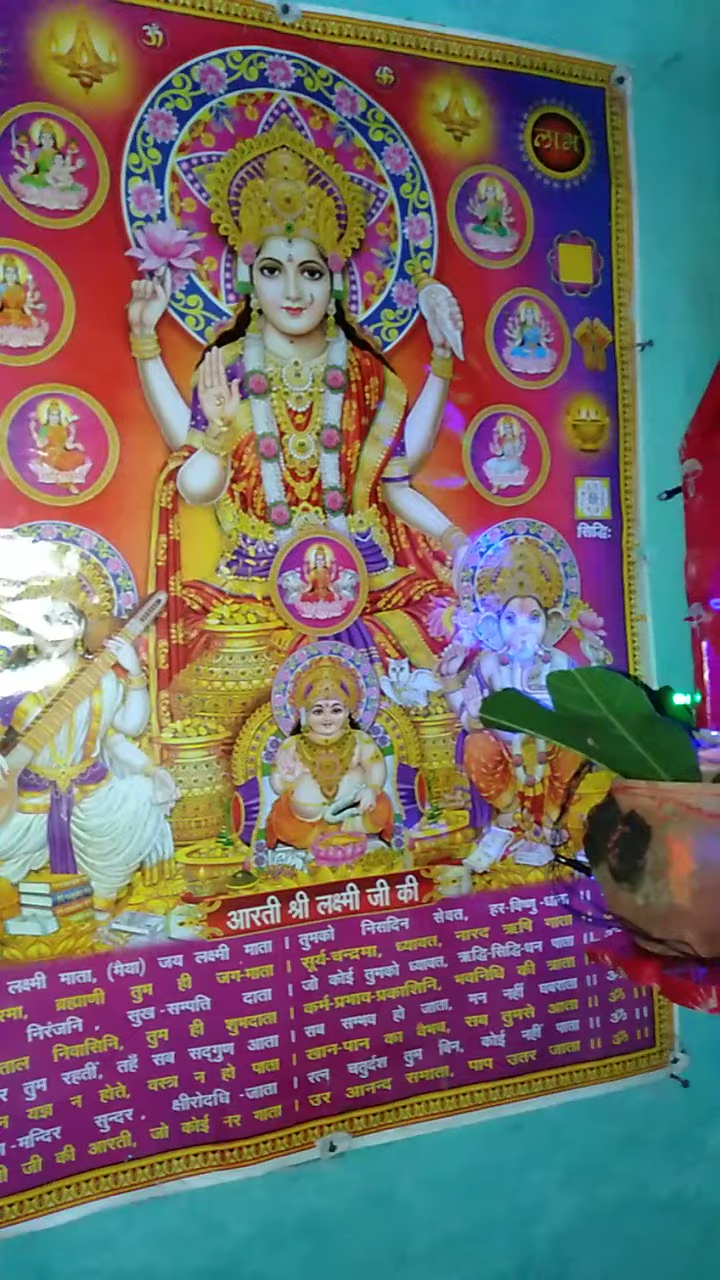 ॐ
लाभ
सिद्धिः
आरती श्री लक्ष्मी जी की
लक्ष्मी माता, (मैया) जय लक्ष्मी माता । तुमको निसदिन सेवत, हर-विष्णु-धाता
ब्रह्माणी तुम ही जग-माता । सूर्य-चन्द्रमा, ध्यावत, नारद ऋषि गाता
निरंजनि, सुख-सम्पत्ति दाता । जो कोई तुमको ध्यावत, ऋद्धि-सिद्धि-धन पाता ।।
निवासिनि, तुम ही शुभदाता । कर्म-प्रभाव-प्रकासिनि, भवनिधि की त्राता
तुम रहतीं, तहँ सब सद्गुण आता । सब सम्भव हो जाता, मन नहीं घबराता ।। ॐ
यज्ञ न होते, वस्त्र न हो पाता । खान-पान का वैभव, सब तुमसे आता ।। ॐ ।।
-मन्दिर सुन्दर, क्षीरोदधि-जाता । रत्न चतुर्दश तुम बिन, कोई नहीं पाता ।। ॐ ।।
जी की आरती, जो कोई नर गाता । उर आनन्द समाता, पाप उतर जाता ।। ॐ ।।